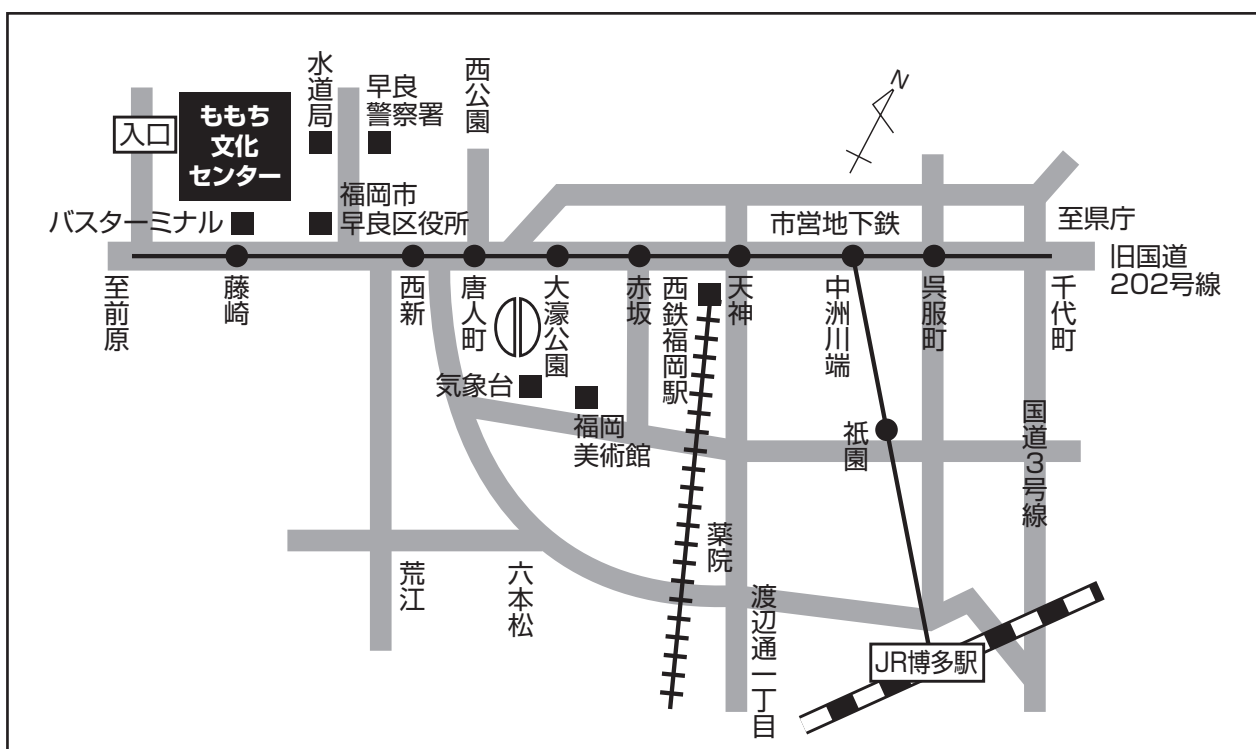 水道局
早良
警察署
西公園
N
入口
ももち
文化
センター
バスターミナル
福岡市
早良区役所
市営地下鉄
至県庁
旧国道
202号線
至前原
藤崎
西新
唐人町
大濠公園
赤坂
西鉄福岡駅
天神
中洲川端
呉服町
千代町
気象台
福岡
美術館
祇園
国道3号線
薬院
荒江
六本松
渡辺通一丁目
JR博多駅